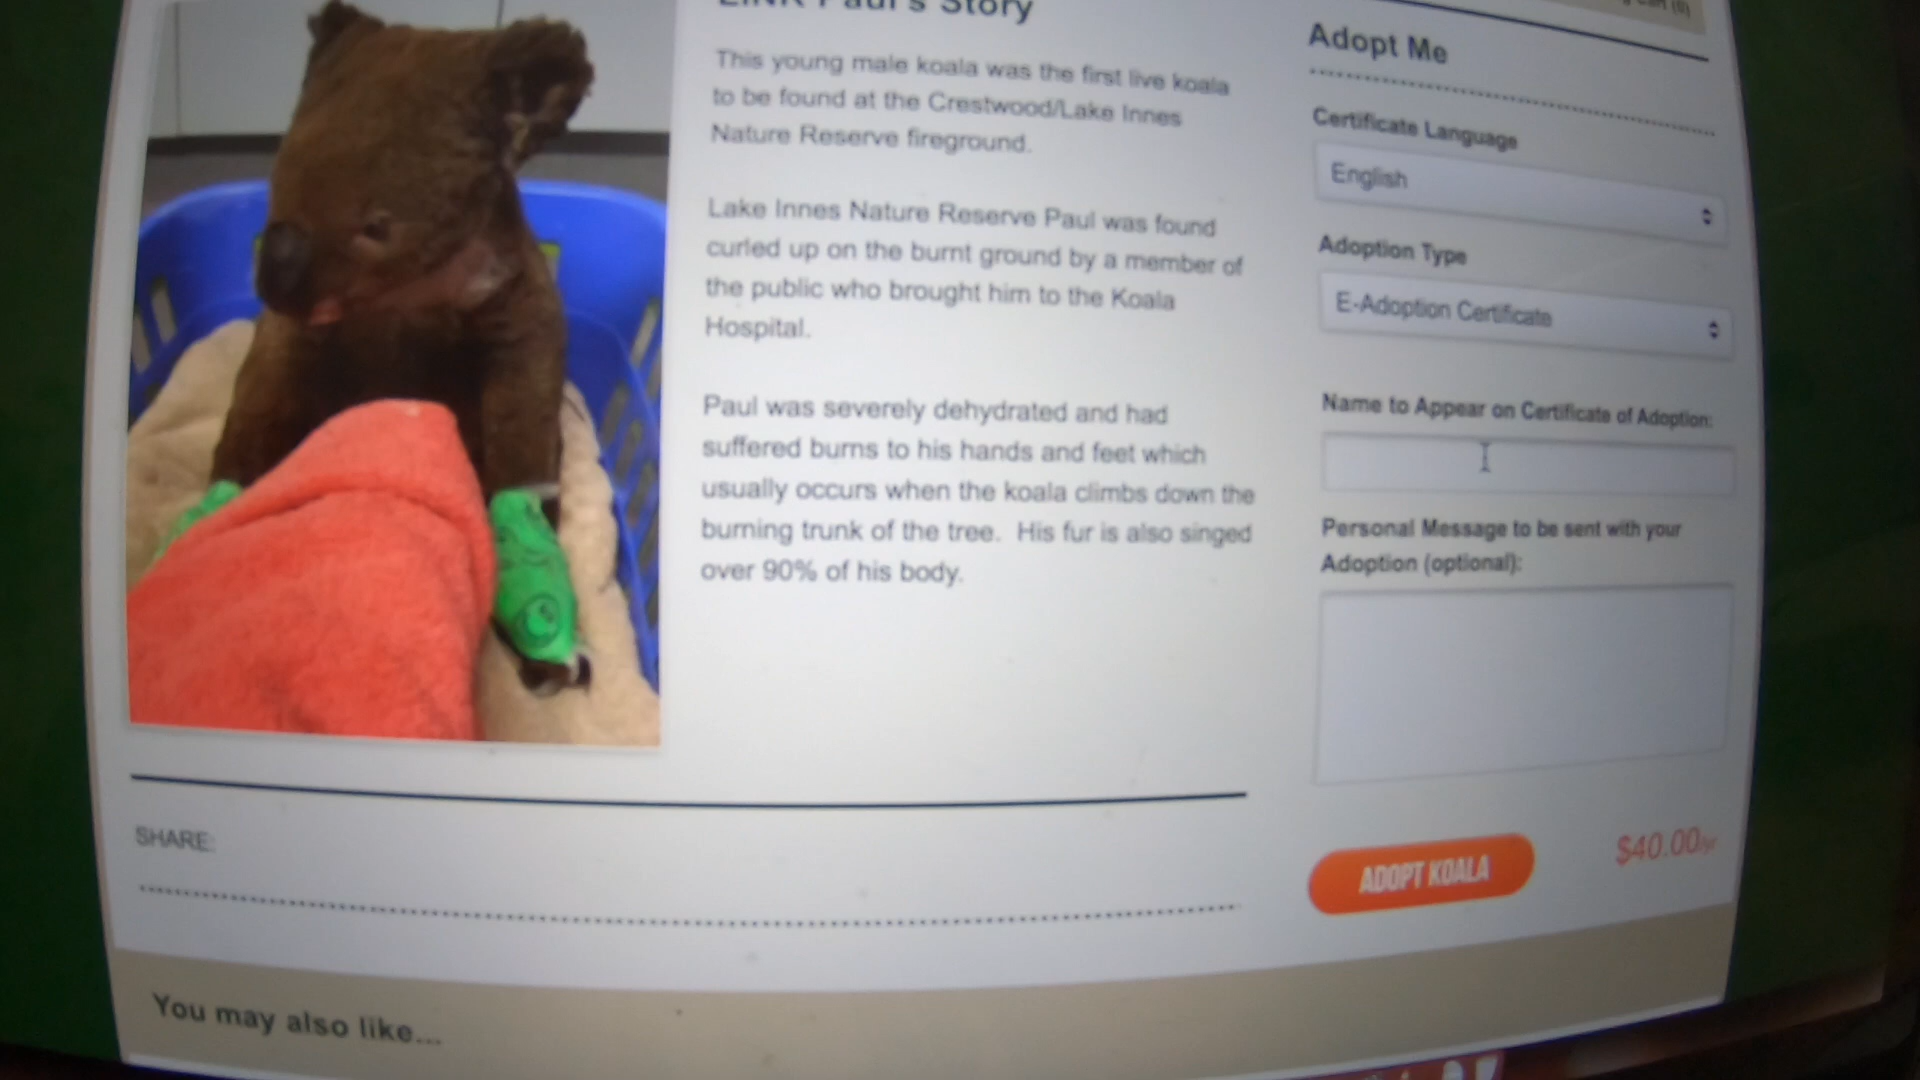 Paul's Story
This young male koala was the first live koala
to be found at the Crestwood/Lake Innes
Nature Reserve fireground.
Lake Innes Nature Reserve Paul was found
curled up on the burnt ground by a member of
the public who brought him to the Koala
Hospital.
Paul was severely dehydrated and had
suffered burns to his hands and feet which
usually occurs when the koala climbs down the
burning trunk of the tree. His fur is also singed
over 90% of his body.
SHARE:
(0)
Adopt Me
Certificate Language
English
Adoption Type
E-Adoption Certificate
Name to Appear on Certificate of Adoption:
Personal Message to be sent with your
Adoption (optional):
ADOPT KOALA
$40.00/yr
You may also like...